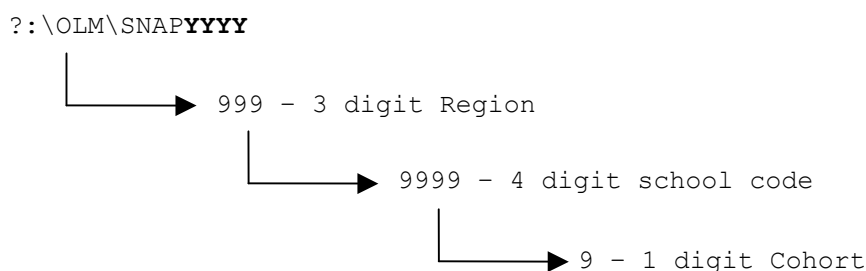 ?:\OLM\SNAPYYYY
999 – 3 digit Region
9999 – 4 digit school code
9 – 1 digit Cohort